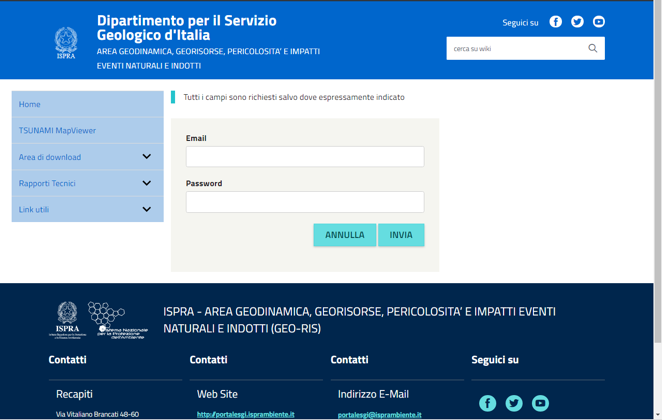 Dipartimento per il Servizio
Geologico d'Italia
AREA GEODINAMICA, GEORISORSE, PERICOLOSITA' E IMPATTI
EVENTI NATURALI E INDOTTI
ISPRA
Seguici su
cerca su wiki
Home
TSUNAMI MapViewer
Area di download
Rapporti Tecnici
Link utili
Tutti i campi sono richiesti salvo dove espressamente indicato
Email
Password
ANNULLA
INVIA
ISPRA
ISPRA - AREA GEODINAMICA, GEORISORSE, PERICOLOSITA' E IMPATTI EVENTI
NATURALI E INDOTTI (GEO-RIS)
Contatti
Contatti
Contatti
Seguici su
Recapiti
Web Site
Indirizzo E-Mail
Via Vitaliano Brancati 48-60
http://portalesgi.isprambiente.it
portalesgi@isprambiente.it